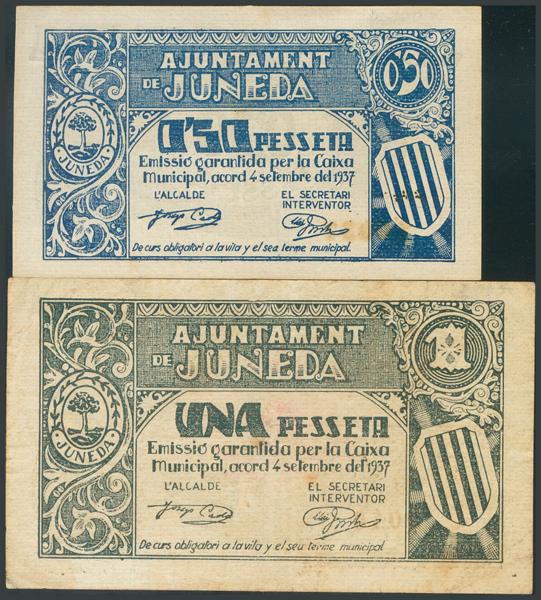 AJUNTAMENT
DE JUNEDA
0'50
JUNEDA
0'50 PESSETA
Emissió garantida per la Caixa
Municipal, acord 4 setembre del 1937
L'ALCALDE
EL SECRETARI
INTERVENTOR
De curs obligatori a la vila y el seu terme municipal.
AJUNTAMENT
DE JUNEDA
1
JUNEDA
UNA PESSETA
Emissió garantida per la Caixa
Municipal, acord 4 setembre del 1937
L'ALCALDE
EL SECRETARI
INTERVENTOR
De curs obligatori a la vila y el seu terme municipal